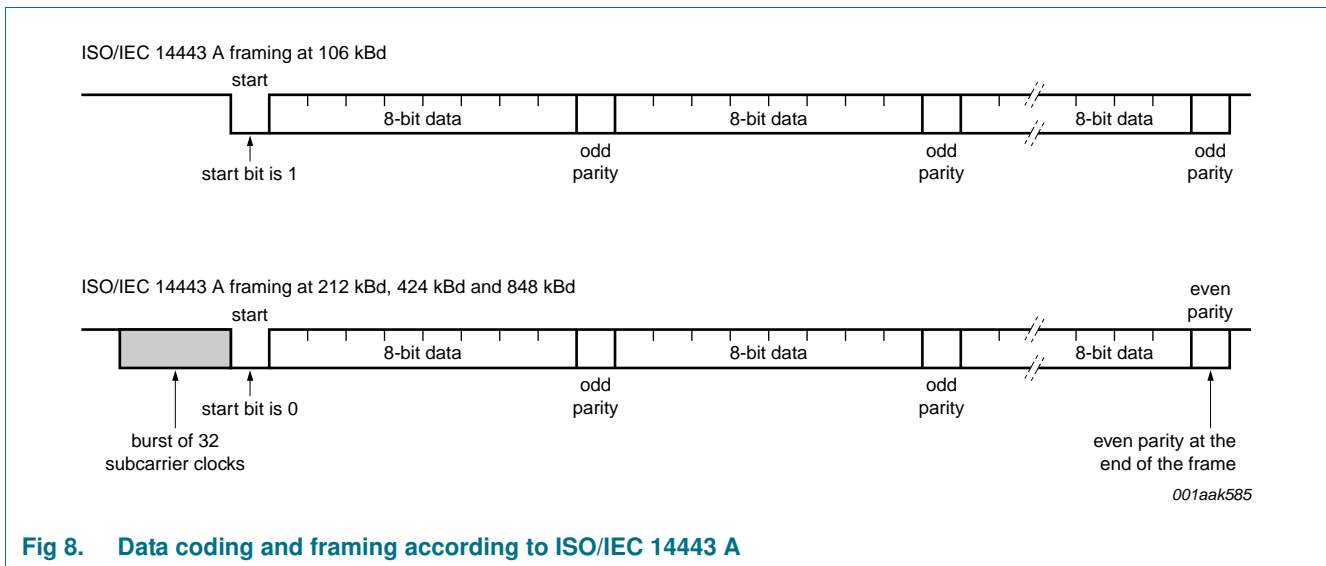 ISO/IEC 14443 A framing at 106 kBd
start
8-bit data
8-bit data
8-bit data
start bit is 1
odd
parity
odd
parity
odd
parity
ISO/IEC 14443 A framing at 212 kBd, 424 kBd and 848 kBd
start
even
parity
8-bit data
8-bit data
8-bit data
start bit is 0
odd
parity
odd
parity
burst of 32
subcarrier clocks
even parity at the
end of the frame
001aak585
Fig 8. Data coding and framing according to ISO/IEC 14443 A